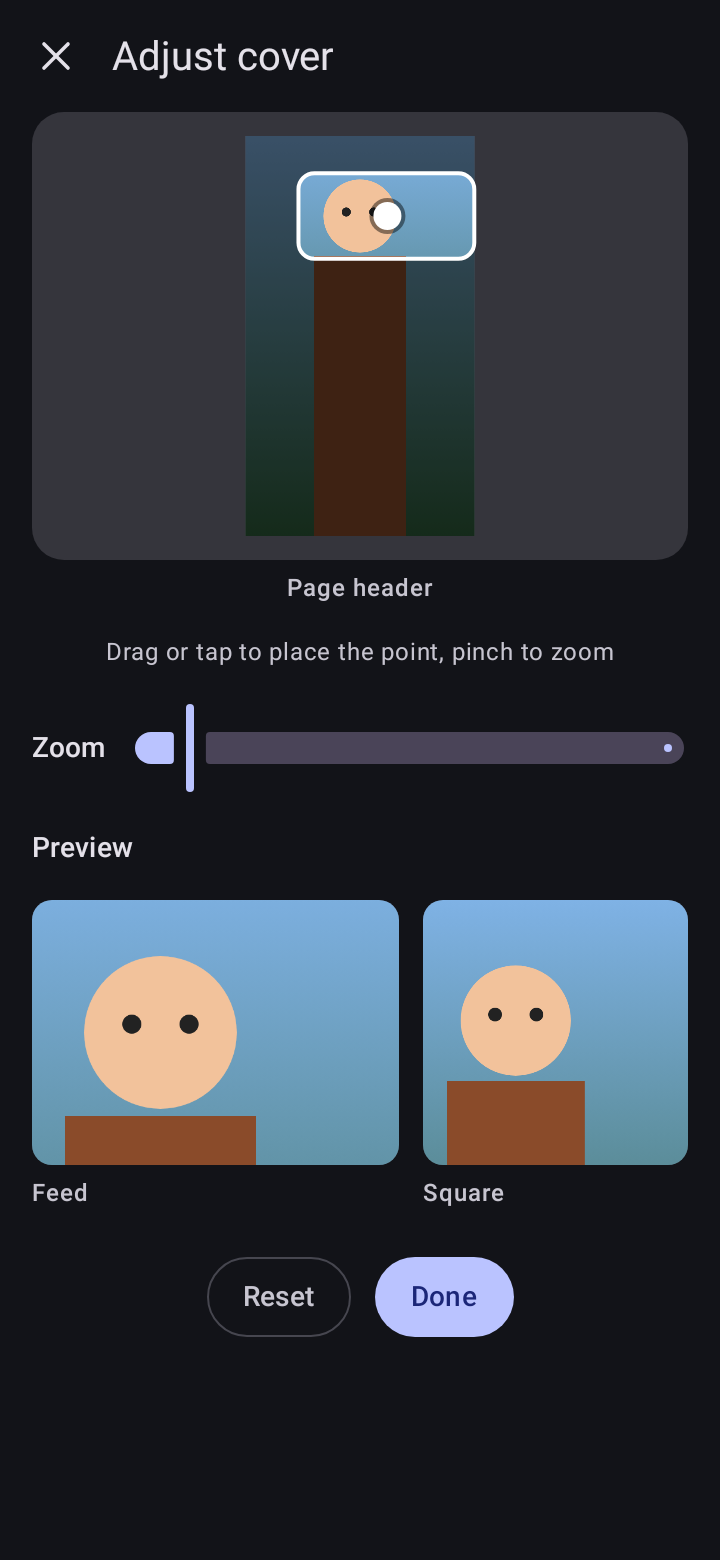 Adjust cover
Page header
Drag or tap to place the point, pinch to zoom
Zoom
Preview
Feed
Square
Reset
Done